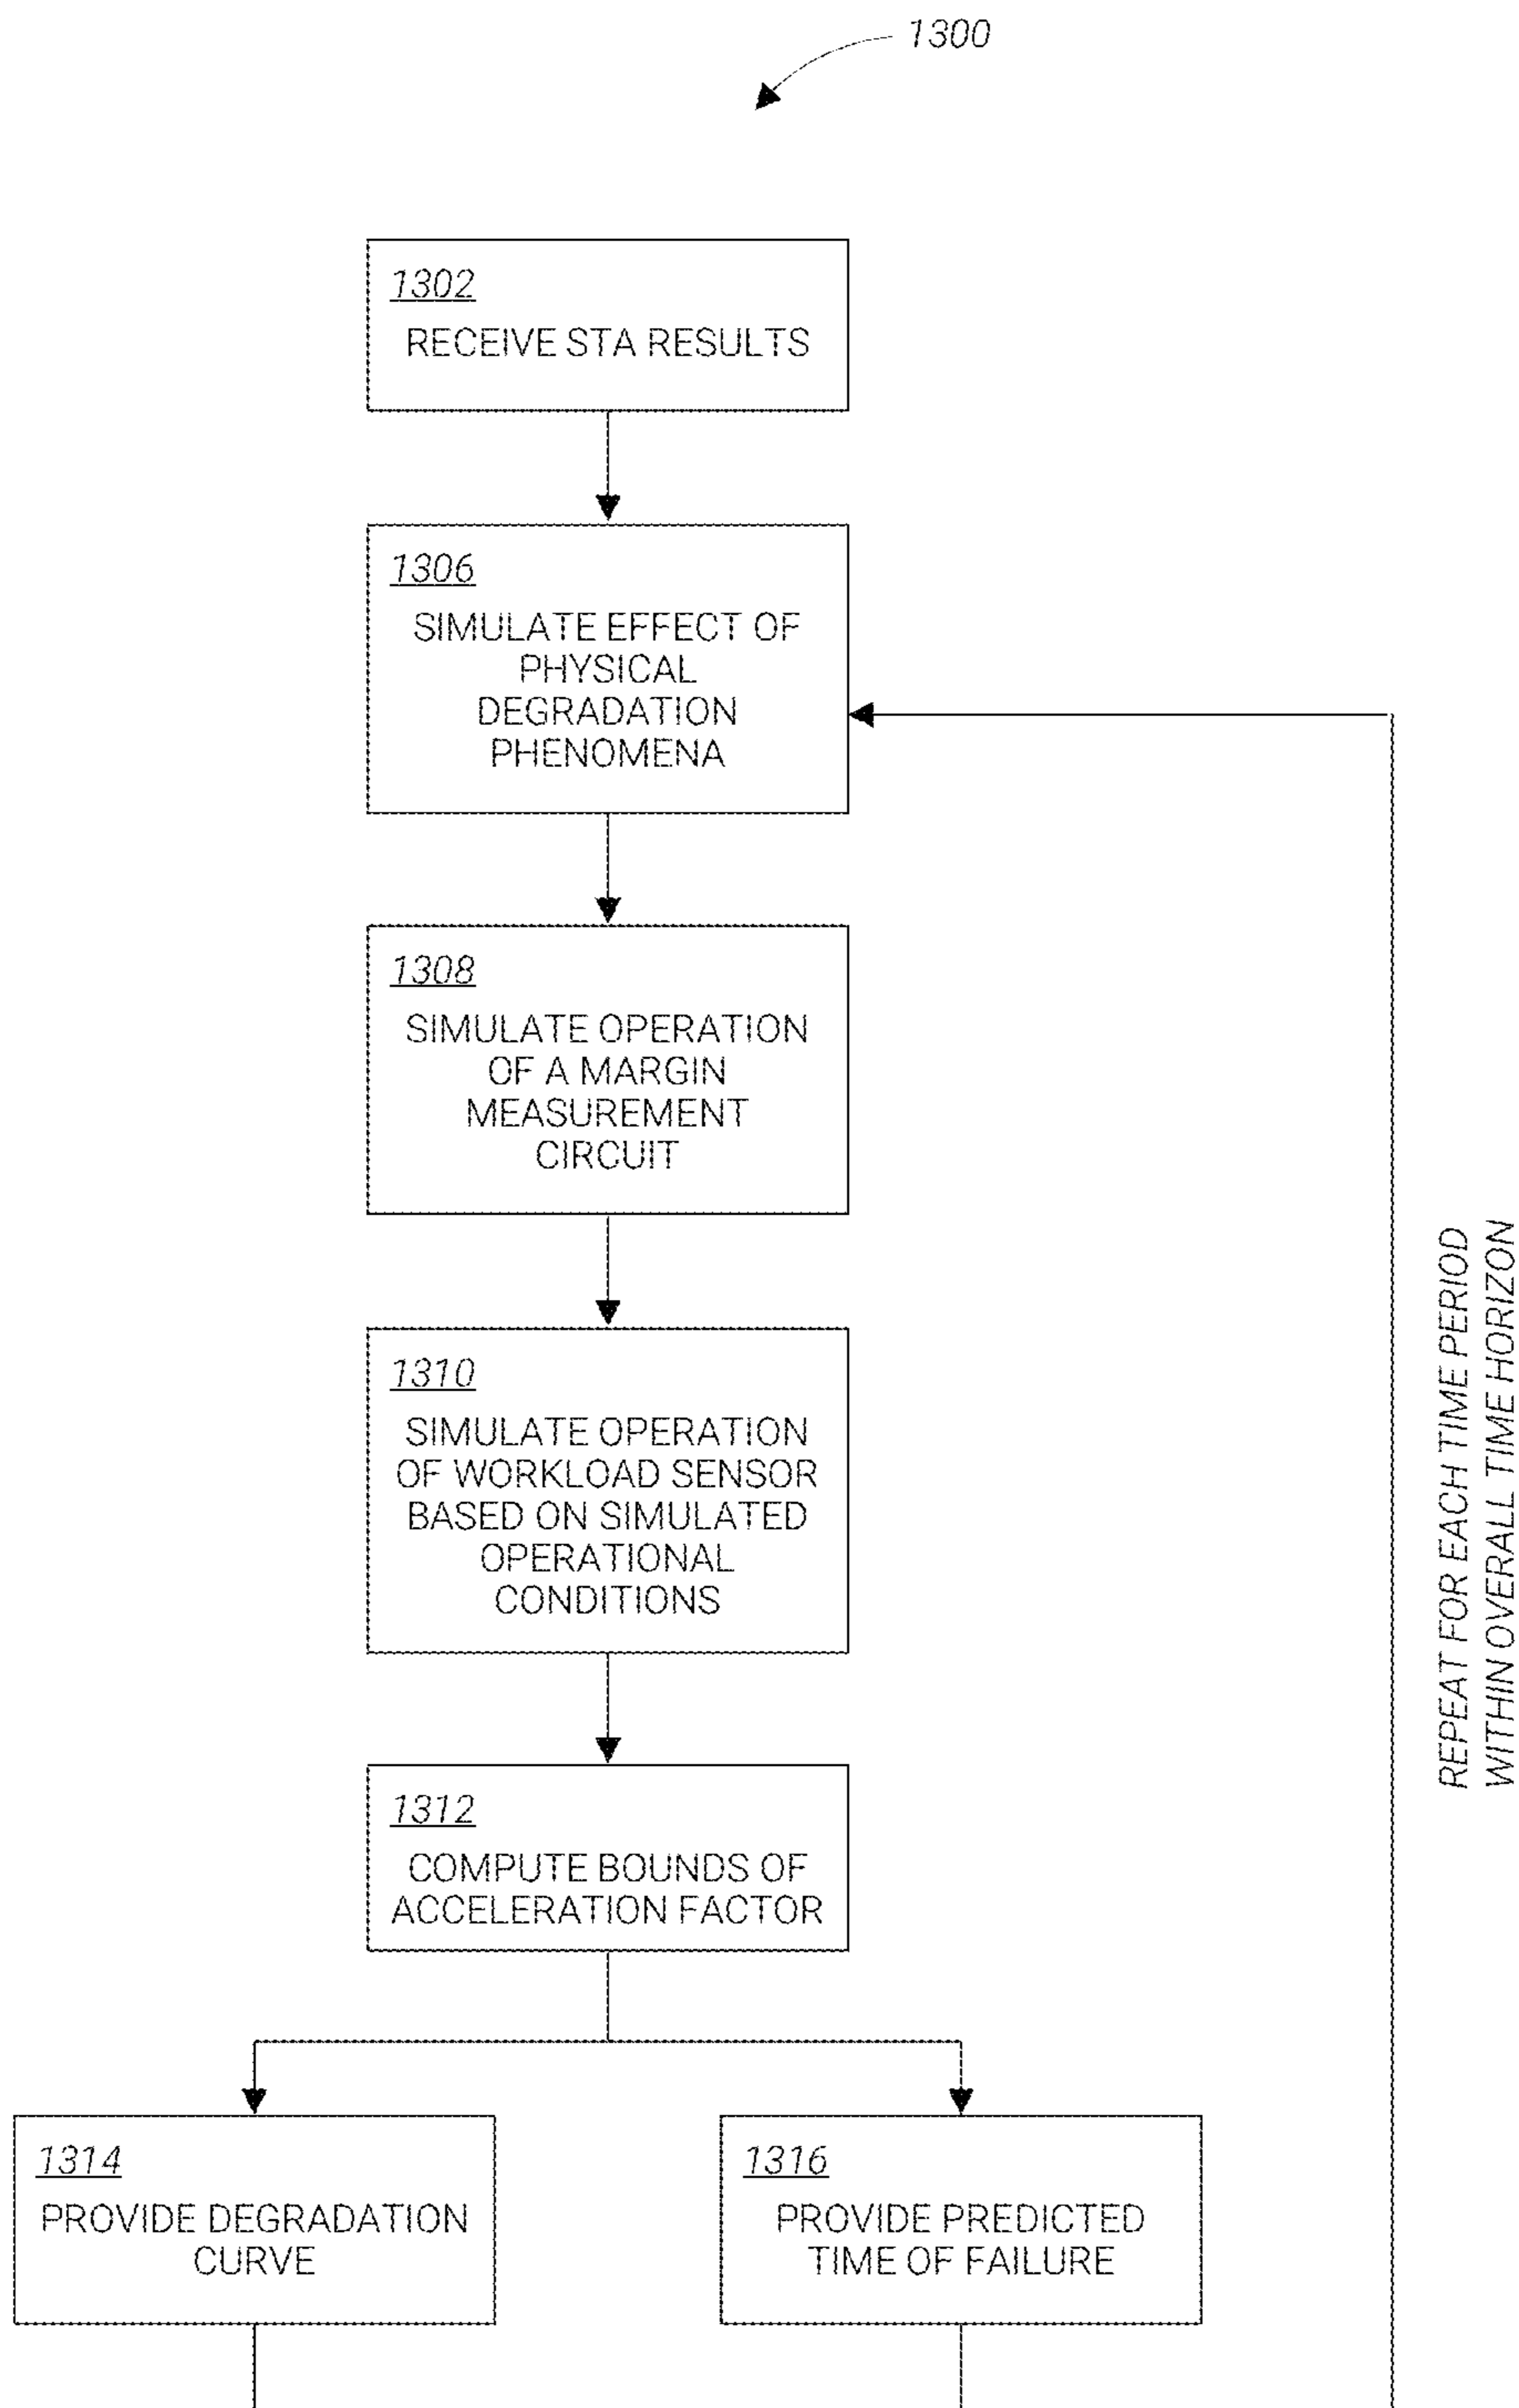 1300
1302
RECEIVE STA RESULTS
1306
SIMULATE EFFECT OF
PHYSICAL
DEGRADATION
PHENOMENA
1308
SIMULATE OPERATION
OF A MARGIN
MEASUREMENT
CIRCUIT
1310
SIMULATE OPERATION
OF WORKLOAD SENSOR
BASED ON SIMULATED
OPERATIONAL
CONDITIONS
1312
COMPUTE BOUNDS OF
ACCELERATION FACTOR
1314
PROVIDE DEGRADATION
CURVE
1316
PROVIDE PREDICTED
TIME OF FAILURE
REPEAT FOR EACH TIME PERIOD
WITHIN OVERALL TIME HORIZON